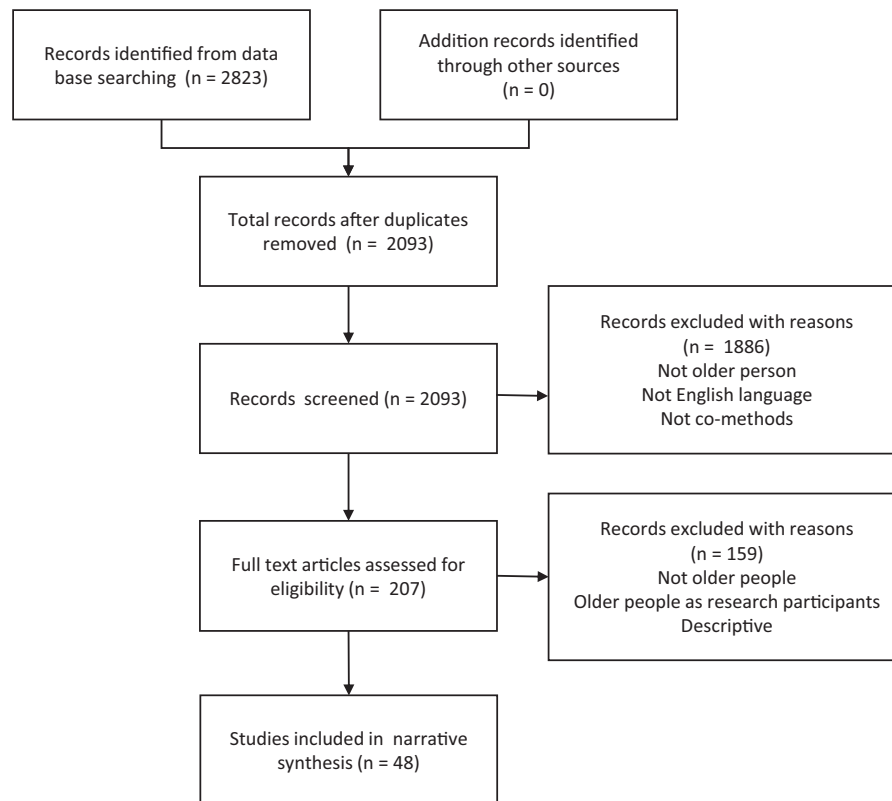 Records identified from data
base searching (n = 2823)
Addition records identified
through other sources
(n = 0)
Total records after duplicates
removed (n = 2093)
Records screened (n = 2093)
Records excluded with reasons
(n = 1886)
Not older person
Not English language
Not co-methods
Full text articles assessed for
eligibility (n = 207)
Records excluded with reasons
(n = 159)
Not older people
Older people as research participants
Descriptive
Studies included in narrative
synthesis (n = 48)